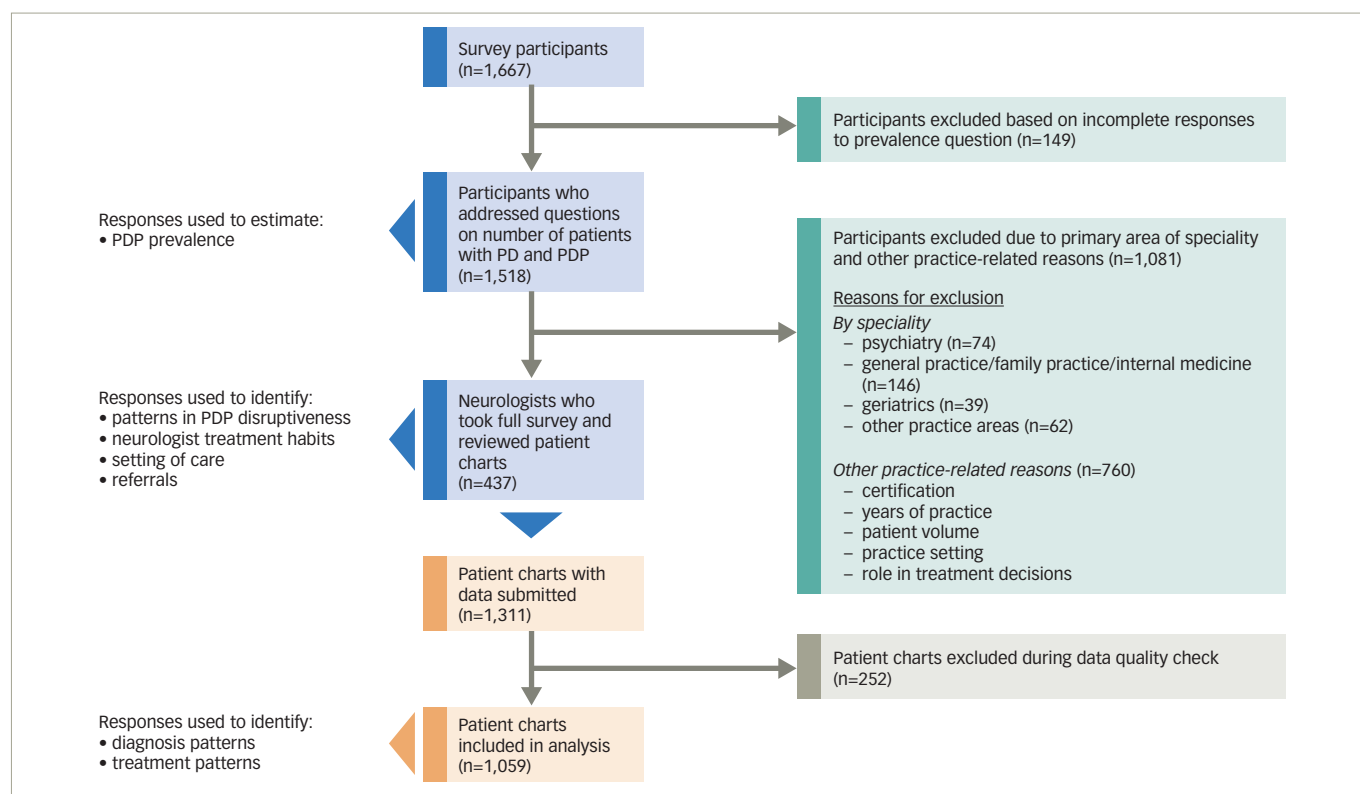 Survey participants
(n=1,667)
Participants excluded based on incomplete responses
to prevalence question (n=149)
Participants who
addressed questions
on number of patients
with PD and PDP
(n=1,518)
Responses used to estimate:
• PDP prevalence
Participants excluded due to primary area of speciality
and other practice-related reasons (n=1,081)
Reasons for exclusion
By speciality
– psychiatry (n=74)
– general practice/family practice/internal medicine
(n=146)
– geriatrics (n=39)
– other practice areas (n=62)
Other practice-related reasons (n=760)
– certification
– years of practice
– patient volume
– practice setting
– role in treatment decisions
Neurologists who
took full survey and
reviewed patient
charts
(n=437)
Responses used to identify:
• patterns in PDP disruptiveness
• neurologist treatment habits
• setting of care
• referrals
Patient charts with
data submitted
(n=1,311)
Patient charts excluded during data quality check
(n=252)
Patient charts
included in analysis
(n=1,059)
Responses used to identify:
• diagnosis patterns
• treatment patterns